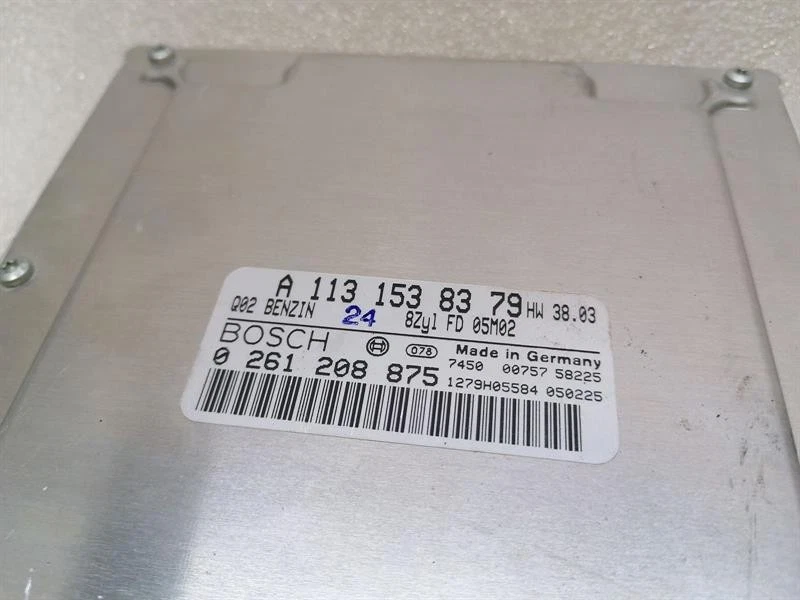 A 113 153 83 79 HW 38.03
Q02 BENZIN 24 8Zyl FD 05M02
BOSCH 078 Made in Germany
0 261 208 875 7450 00757 58225
1279H05584 050225